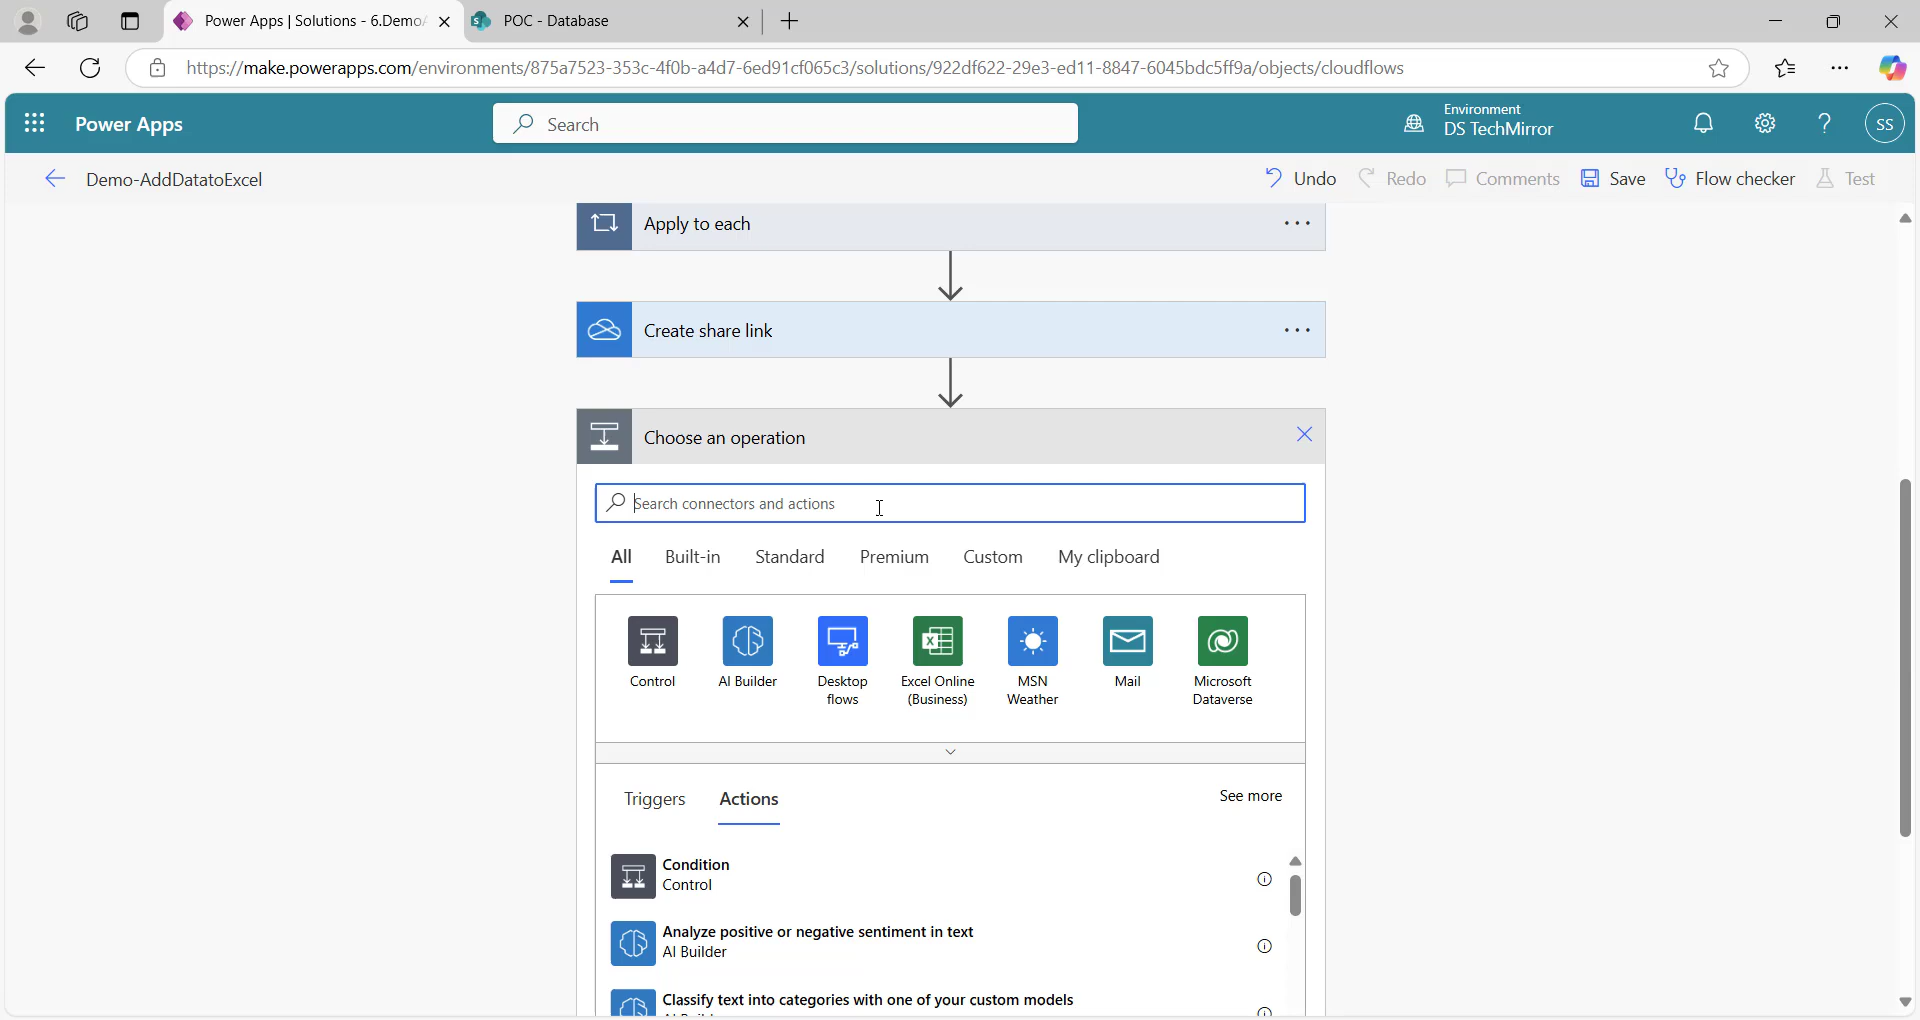 Power Apps | Solutions - 6.Demo
POC - Database
https://make.powerapps.com/environments/875a7523-353c-4f0b-a4d7-6ed91cf065c3/solutions/922df622-29e3-ed11-8847-6045bdc5ff9a/objects/cloudflows
Power Apps
Search
Environment
DS TechMirror
SS
Demo-AddDatatoExcel
Undo
Redo
Comments
Save
Flow checker
Test
Apply to each
Create share link
Choose an operation
Search connectors and actions
All
Built-in
Standard
Premium
Custom
My clipboard
Control
AI Builder
Desktop
flows
Excel Online
(Business)
MSN
Weather
Mail
Microsoft
Dataverse
Triggers
Actions
See more
Condition
Control
Analyze positive or negative sentiment in text
AI Builder
Classify text into categories with one of your custom models